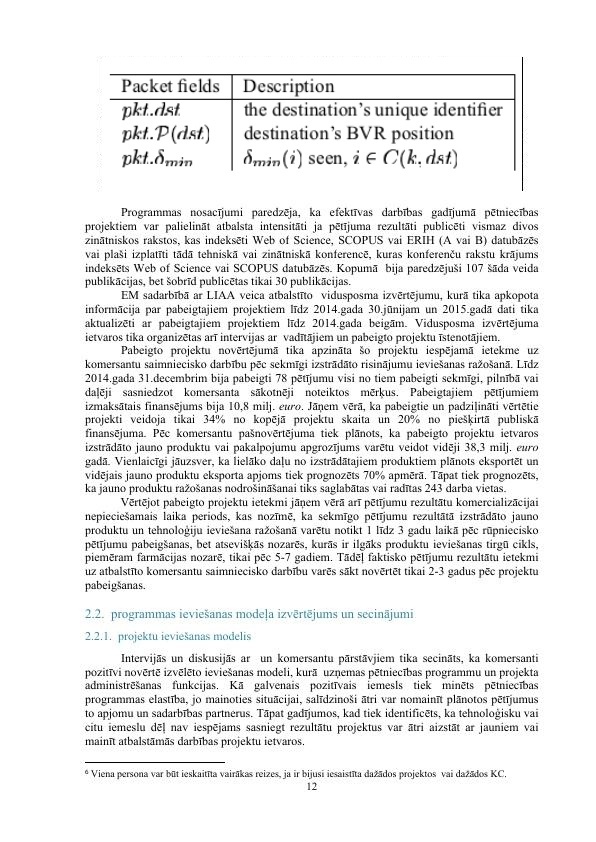 Packet fields Description
pkt.dst the destination's unique identifier
pkt.P(dst) destination's BVR position
pkt.δmin δmin(i) seen, i ∈ C(k, dst)
Programmas nosacījumi paredzēja, ka efektīvas darbības gadījumā pētniecības
projektiem var palielināt atbalsta intensitāti ja pētījuma rezultāti publicēti vismaz divos
zinātniskos rakstos, kas indeksēti Web of Science, SCOPUS vai ERIH (A vai B) datubāzēs
vai plaši izplatīti tādā tehniskā vai zinātniskā konferencē, kuras konferenču rakstu krājums
indeksēts Web of Science vai SCOPUS datubāzēs. Kopumā bija paredzējuši 107 šāda veida
publikācijas, bet šobrīd publicētas tikai 30 publikācijas.
EM sadarbībā ar LIAA veica atbalstīto vidusposma izvērtējumu, kurā tika apkopota
informācija par pabeigtajiem projektiem līdz 2014.gada 30.jūnijam un 2015.gadā dati tika
aktualizēti ar pabeigtajiem projektiem līdz 2014.gada beigām. Vidusposma izvērtējuma
ietvaros tika organizētas arī intervijas ar vadītājiem un pabeigto projektu īstenotājiem.
Pabeigto projektu novērtējumā tika apzināta šo projektu iespējamā ietekme uz
komersantu saimniecisko darbību pēc sekmīgi izstrādāto risinājumu ieviešanas ražošanā. Līdz
2014.gada 31.decembrim bija pabeigti 78 pētījumu visi no tiem pabeigti sekmīgi, pilnībā vai
daļēji sasniedzot komersanta sākotnēji noteiktos mērķus. Pabeigtajiem pētījumiem
izmaksātais finansējums bija 10,8 milj. euro. Jāņem vērā, ka pabeigtie un padziļināti vērtētie
projekti veidoja tikai 34% no kopējā projektu skaita un 20% no piešķirtā publiskā
finansējuma. Pēc komersantu pašnovērtējuma tiek plānots, ka pabeigto projektu ietvaros
izstrādāto jauno produktu vai pakalpojumu apgrozījums varētu veidot vidēji 38,3 milj. euro
gadā. Vienlaicīgi jāuzsver, ka lielāko daļu no izstrādātajiem produktiem plānots eksportēt un
vidējais jauno produktu eksporta apjoms tiek prognozēts 70% apmērā. Tāpat tiek prognozēts,
ka jauno produktu ražošanas nodrošināšanai tiks saglabātas vai radītas 243 darba vietas.
Vērtējot pabeigto projektu ietekmi jāņem vērā arī pētījumu rezultātu komercializācijai
nepieciešamais laika periods, kas nozīmē, ka sekmīgo pētījumu rezultātā izstrādāto jauno
produktu un tehnoloģiju ieviešana ražošanā varētu notikt 1 līdz 3 gadu laikā pēc rūpniecisko
pētījumu pabeigšanas, bet atsevišķās nozarēs, kurās ir ilgāks produktu ieviešanas tirgū cikls,
piemēram farmācijas nozarē, tikai pēc 5-7 gadiem. Tādēļ faktisko pētījumu rezultātu ietekmi
uz atbalstīto komersantu saimniecisko darbību varēs sākt novērtēt tikai 2-3 gadus pēc projektu
pabeigšanas.
2.2. programmas ieviešanas modeļa izvērtējums un secinājumi
2.2.1. projektu ieviešanas modelis
Intervijās un diskusijās ar un komersantu pārstāvjiem tika secināts, ka komersanti
pozitīvi novērtē izvēlēto ieviešanas modeli, kurā uzņemas pētniecības programmu un projekta
administrēšanas funkcijas. Kā galvenais pozitīvais iemesls tiek minēts pētniecības
programmas elastība, jo mainoties situācijai, salīdzinoši ātri var nomainīt plānotos pētījumus
to apjomu un sadarbības partnerus. Tāpat gadījumos, kad tiek identificēts, ka tehnoloģisku vai
citu iemeslu dēļ nav iespējams sasniegt rezultātu projektus var ātri aizstāt ar jauniem vai
mainīt atbalstāmās darbības projektu ietvaros.
6 Viena persona var būt ieskaitīta vairākas reizes, ja ir bijusi iesaistīta dažādos projektos vai dažādos KC.
12